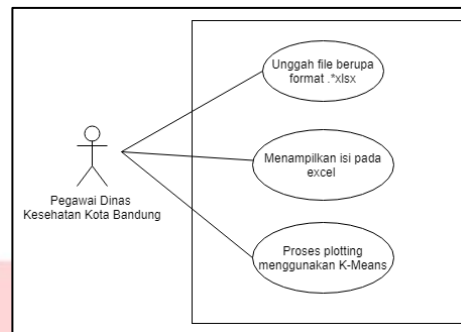 Unggah file berupa
format .*xlsx
Menampilkan isi pada
excel
Pegawai Dinas
Kesehatan Kota Bandung
Proses plotting
menggunakan K-Means